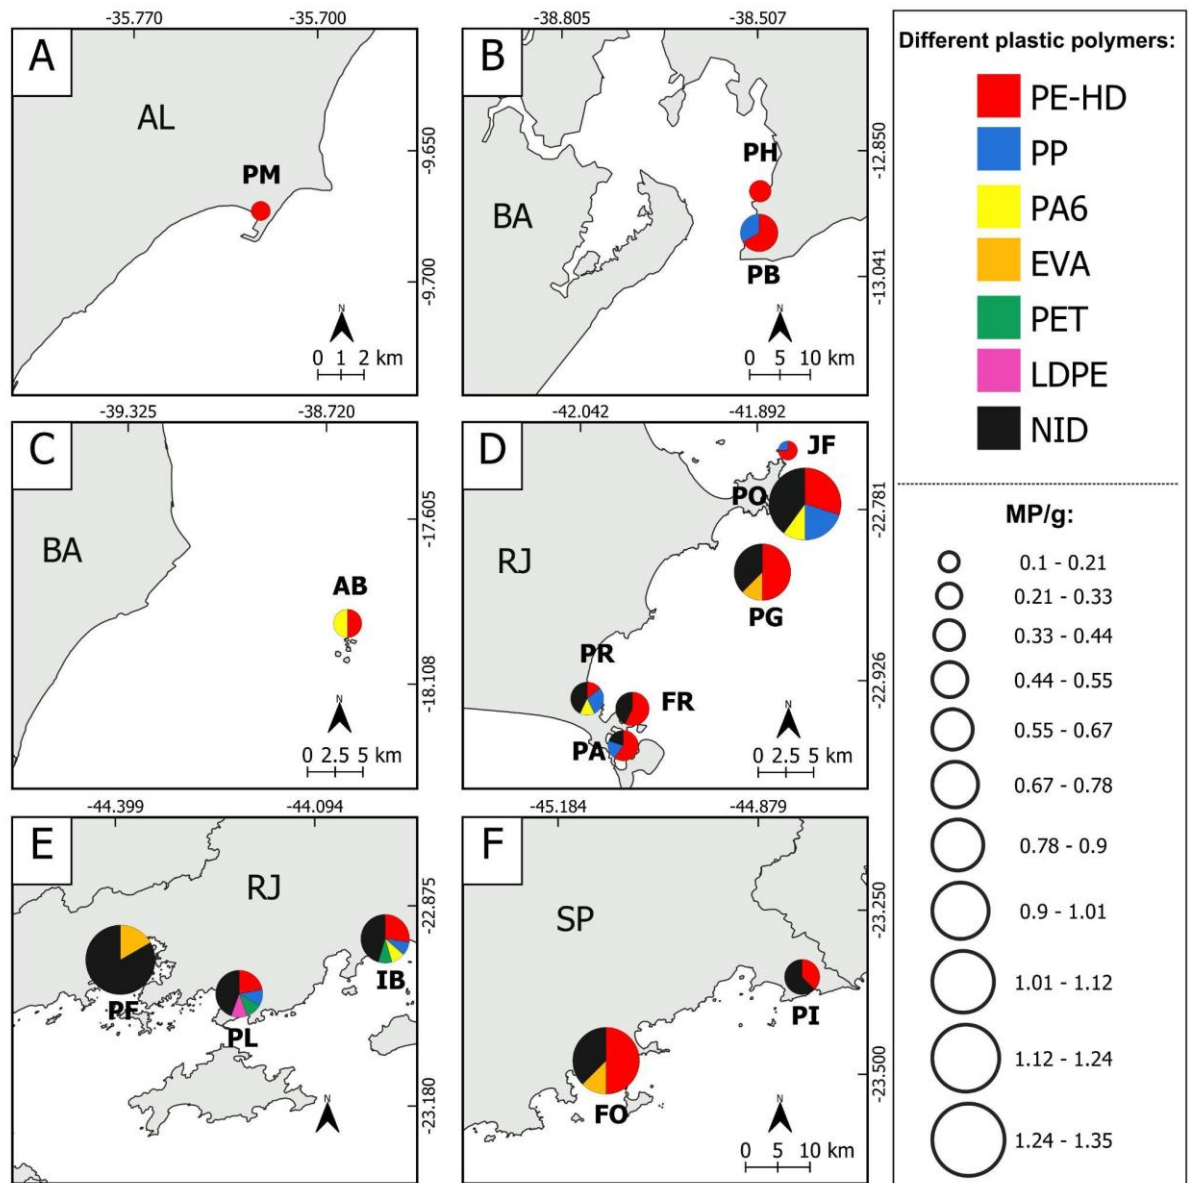 -35.770 -35.700
A
AL
PM
-9.650
-9.700
N
0 1 2 km
-38.805 -38.507
B
BA
PH
PB
-12.850
-13.041
N
0 5 10 km
-39.325 -38.720
C
BA
AB
-17.605
-18.108
N
0 2.5 5 km
-42.042 -41.892
D
JF
PO
RJ
PG
PR
FR
PA
-22.781
-22.926
N
0 2.5 5 km
-44.399 -44.094
E
RJ
IB
PF
PL
-22.875
-23.180
N
-45.184 -44.879
F
SP
PI
FO
-23.250
-23.500
N
0 5 10 km
Different plastic polymers:
PE-HD
PP
PA6
EVA
PET
LDPE
NID
MP/g:
0.1 - 0.21
0.21 - 0.33
0.33 - 0.44
0.44 - 0.55
0.55 - 0.67
0.67 - 0.78
0.78 - 0.9
0.9 - 1.01
1.01 - 1.12
1.12 - 1.24
1.24 - 1.35